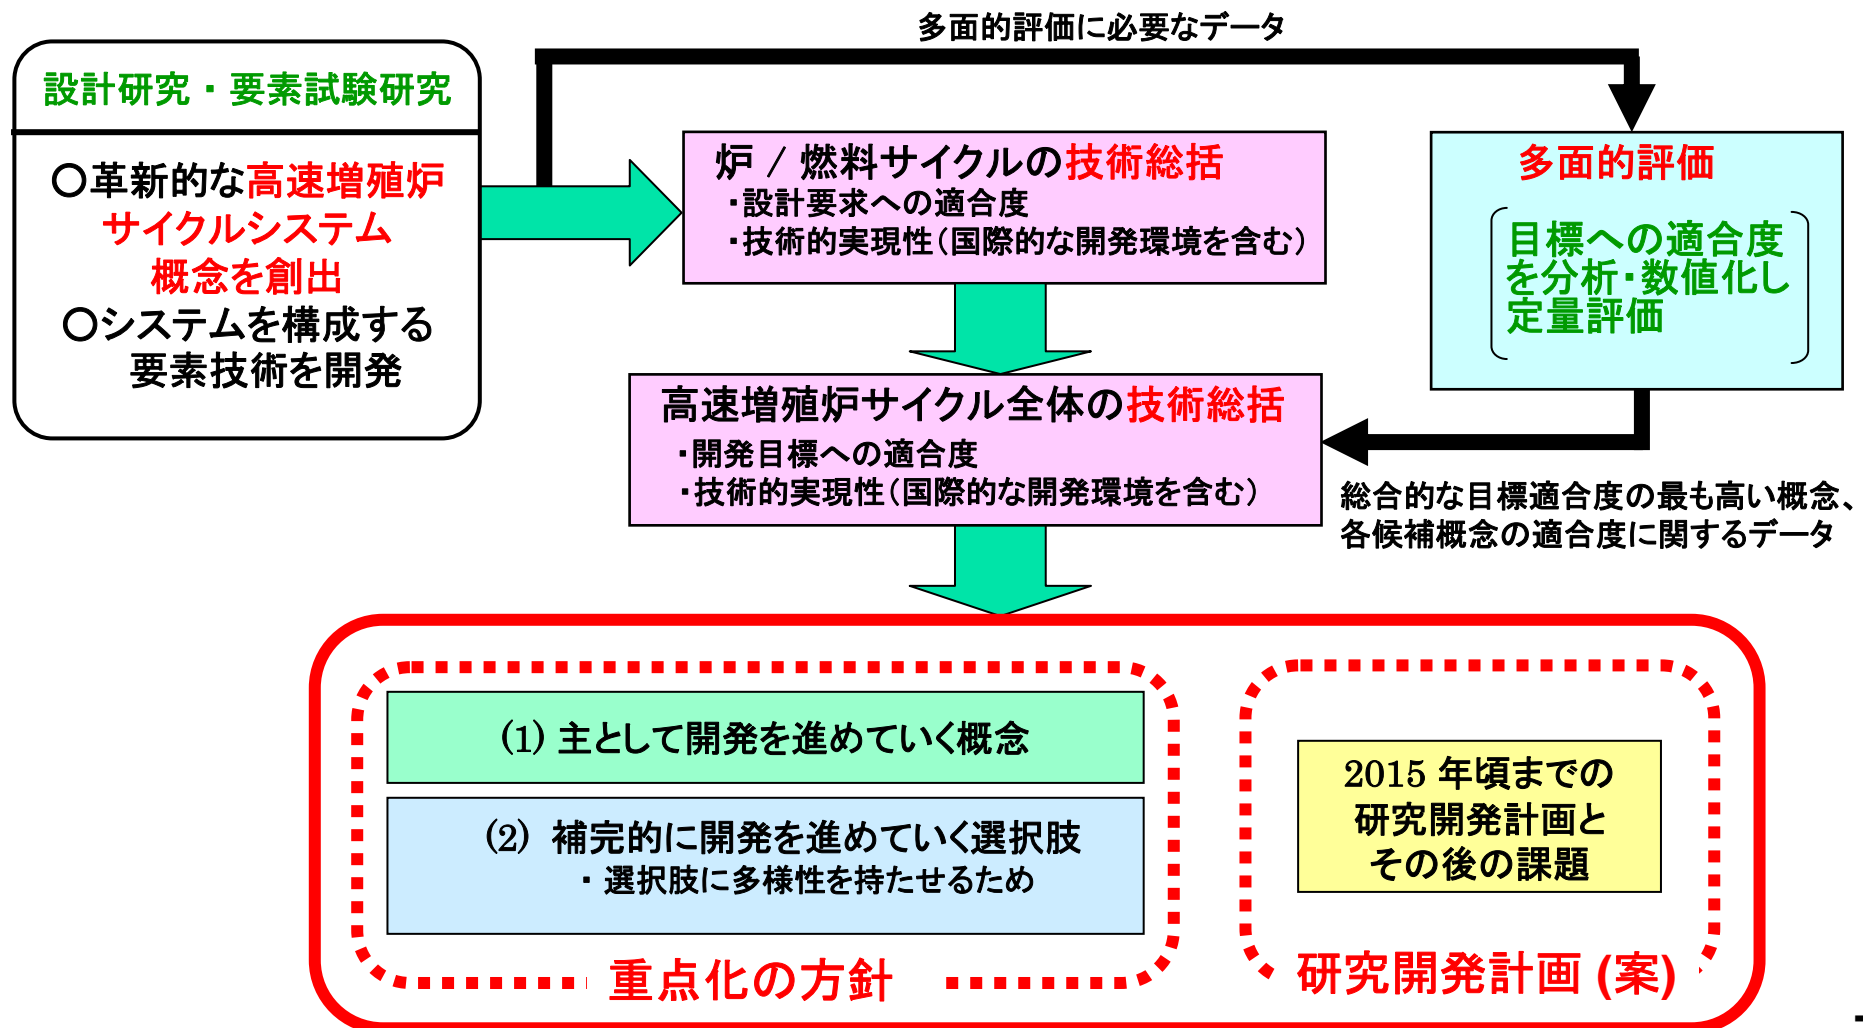 多面的評価に必要なデータ
設計研究・要素試験研究
○革新的な高速増殖炉
サイクルシステム
概念を創出
○システムを構成する
要素技術を開発
炉 / 燃料サイクルの技術総括
・設計要求への適合度
・技術的実現性（国際的な開発環境を含む）
多面的評価
目標への適合度
を分析・数値化し
定量評価
高速増殖炉サイクル全体の技術総括
・開発目標への適合度
・技術的実現性（国際的な開発環境を含む）
総合的な目標適合度の最も高い概念、
各候補概念の適合度に関するデータ
(1) 主として開発を進めていく概念
(2) 補完的に開発を進めていく選択肢
・選択肢に多様性を持たせるため
重点化の方針
2015 年頃までの
研究開発計画と
その後の課題
研究開発計画 (案)